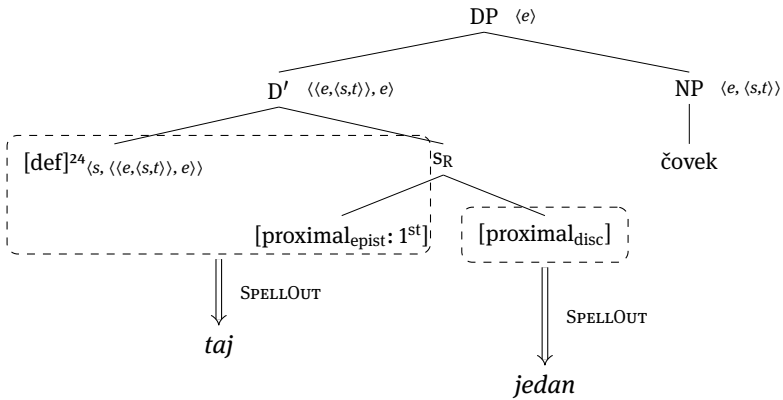 DP ⟨e⟩
D′ ⟨⟨e,⟨s,t⟩⟩, e⟩ NP ⟨e, ⟨s,t⟩⟩
[def]²⁴⟨s, ⟨⟨e,⟨s,t⟩⟩, e⟩⟩ sR čovek
[proximalepist: 1st] [proximaldisc]
SPELLOUT
SPELLOUT
taj
jedan